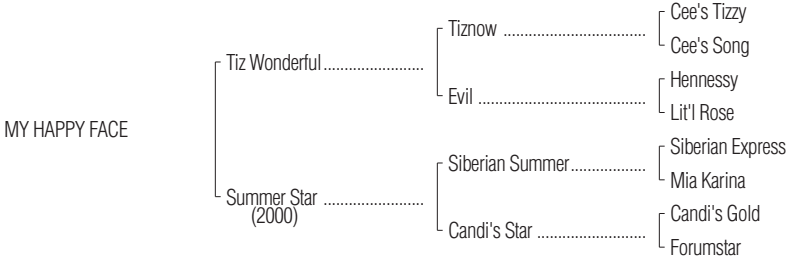 Cee's Tizzy
Tiznow ................................
Cee's Song
Tiz Wonderful.......................
Hennessy
Evil ......................................
Lit'l Rose
MY HAPPY FACE
Siberian Express
Siberian Summer.................
Mia Karina
Summer Star .......................
(2000)
Candi's Gold
Candi's Star ........................
Forumstar